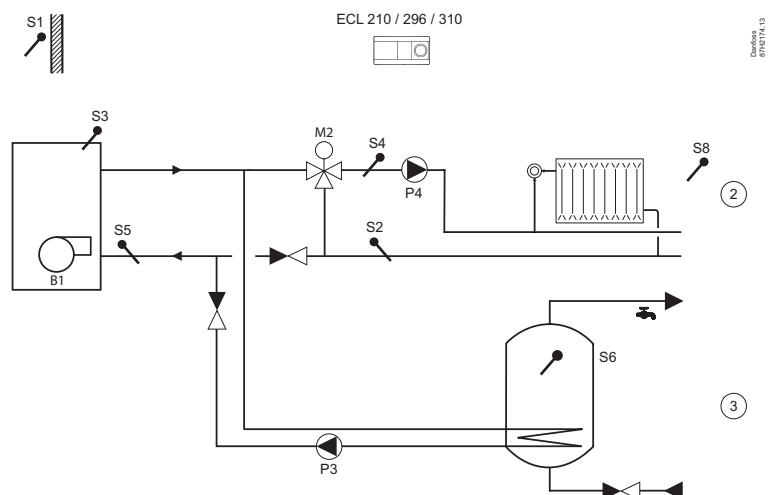 S1
ECL 210 / 296 / 310
Danfoss
87H2174.13
S3
M2
S4
S8
P4
2
S5
S2
B1
S6
3
P3